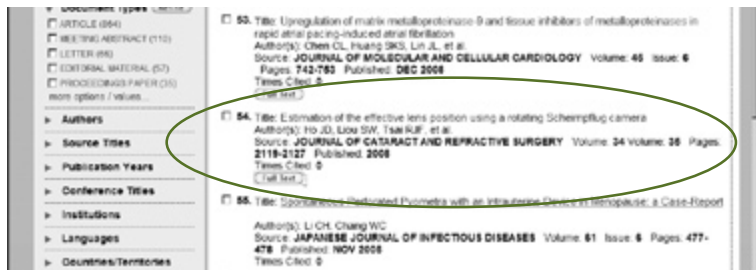 Document Types
ARTICLE (864)
MEETING ABSTRACT (110)
LETTER (66)
EDITORIAL MATERIAL (57)
PROCEEDINGS PAPER (35)
more options / values...
Authors
Source Titles
Publication Years
Conference Titles
Institutions
Languages
Countries/Territories
53. Title: Upregulation of matrix metalloproteinase-9 and tissue inhibitors of metalloproteinases in
rapid atrial pacing-induced atrial fibrillation
Author(s): Chen CL, Huang SKS, Lin JL, et al.
Source: JOURNAL OF MOLECULAR AND CELLULAR CARDIOLOGY Volume: 45 Issue: 6
Pages: 742-753 Published: DEC 2008
Times Cited: 0
Full Text
54. Title: Estimation of the effective lens position using a rotating Scheimpflug camera
Author(s): Ho JD, Liou SW, Tsai RJF, et al.
Source: JOURNAL OF CATARACT AND REFRACTIVE SURGERY Volume: 34 Volume: 35 Pages:
2119-2127 Published: 2008
Times Cited: 0
Full Text
55. Title: Spontaneous Perforated Pyometra with an Intrauterine Device in Menopause: a Case-Report
Author(s): Li CH, Chang WC
Source: JAPANESE JOURNAL OF INFECTIOUS DISEASES Volume: 61 Issue: 6 Pages: 477-
478 Published: NOV 2008
Times Cited: 0